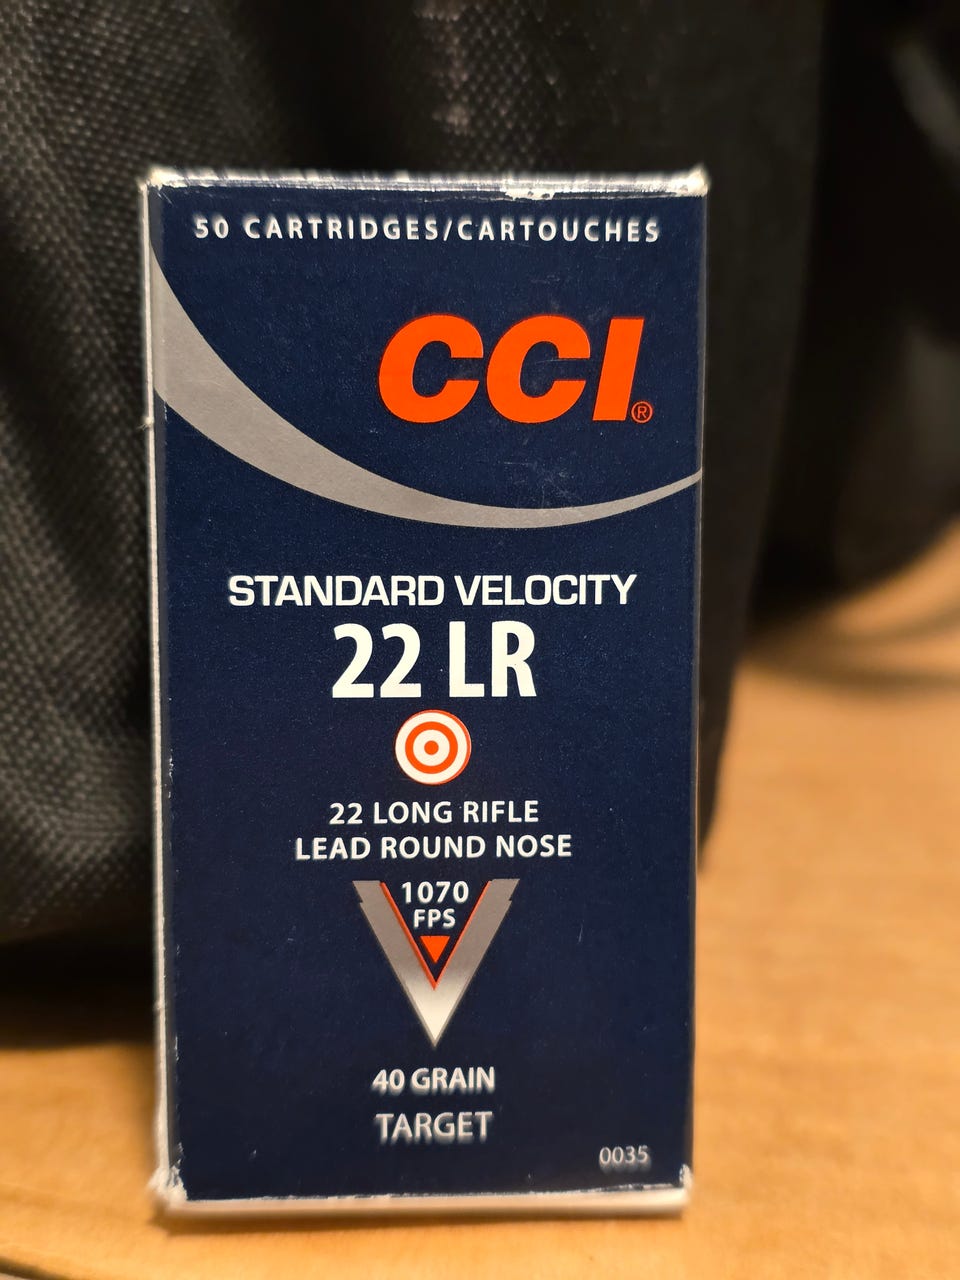 50 CARTRIDGES/CARTOUCHES
CCI®
STANDARD VELOCITY
22 LR
22 LONG RIFLE
LEAD ROUND NOSE
1070
FPS
40 GRAIN
TARGET
0035